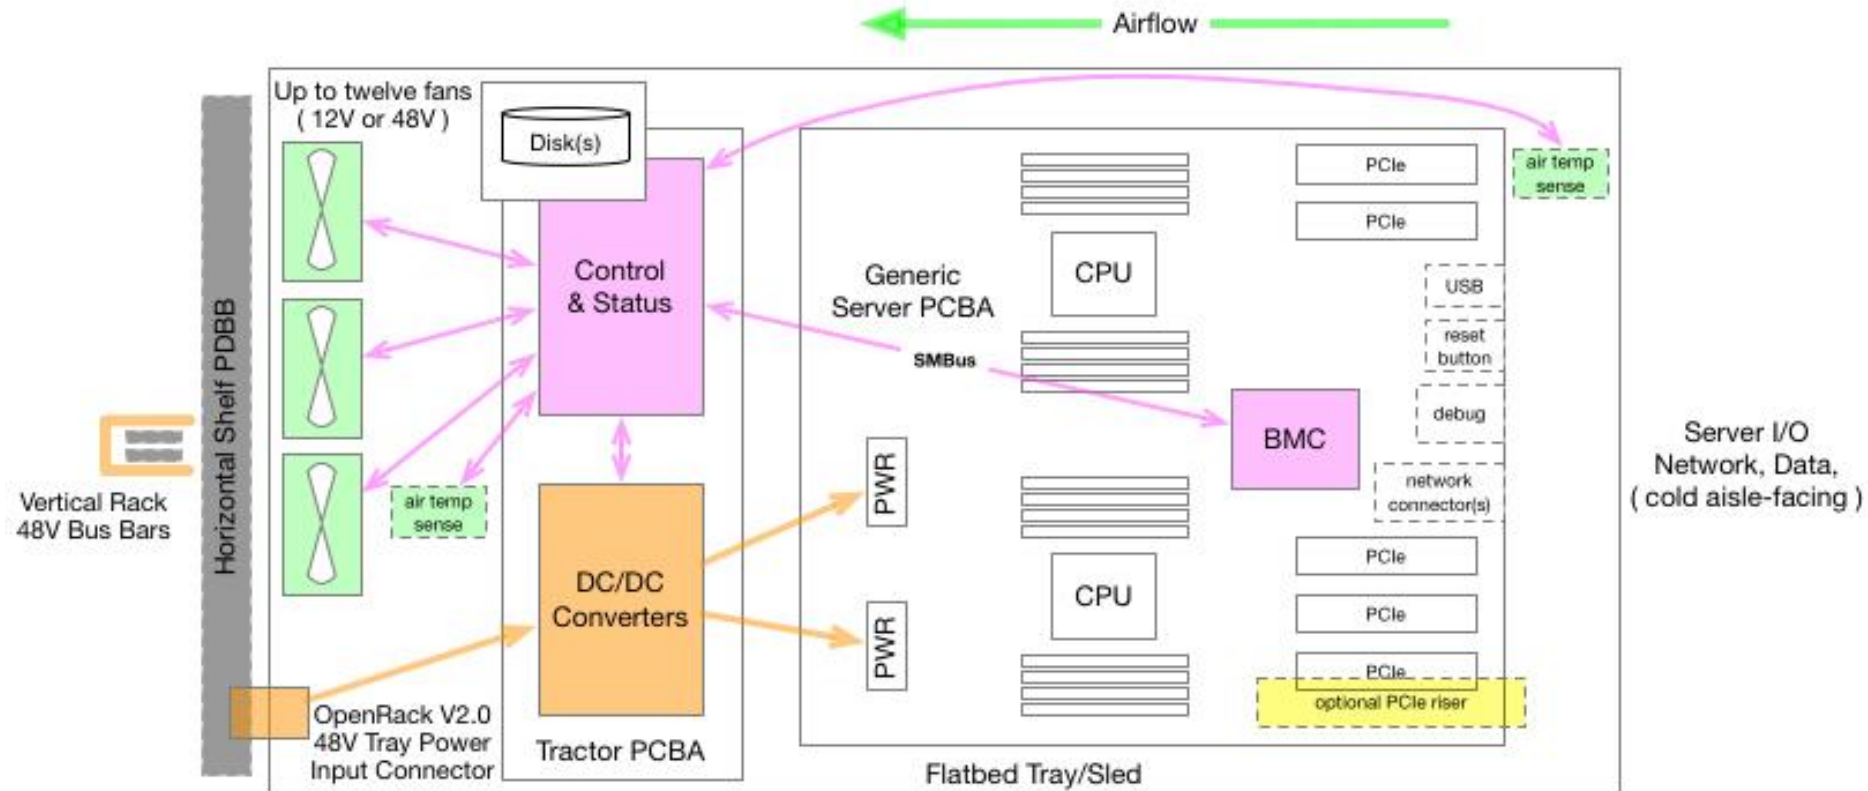 Airflow
Up to twelve fans
( 12V or 48V )
Disk(s)
Control
& Status
Horizontal Shelf PDBB
Vertical Rack
48V Bus Bars
air temp
sense
DC/DC
Converters
OpenRack V2.0
48V Tray Power
Input Connector
Tractor PCBA
Generic
Server PCBA
SMBus
PWR
PWR
CPU
CPU
BMC
PCIe
PCIe
air temp
sense
USB
reset
button
debug
network
connector(s)
PCIe
PCIe
PCIe
optional PCIe riser
Flatbed Tray/Sled
Server I/O
Network, Data,
( cold aisle-facing )